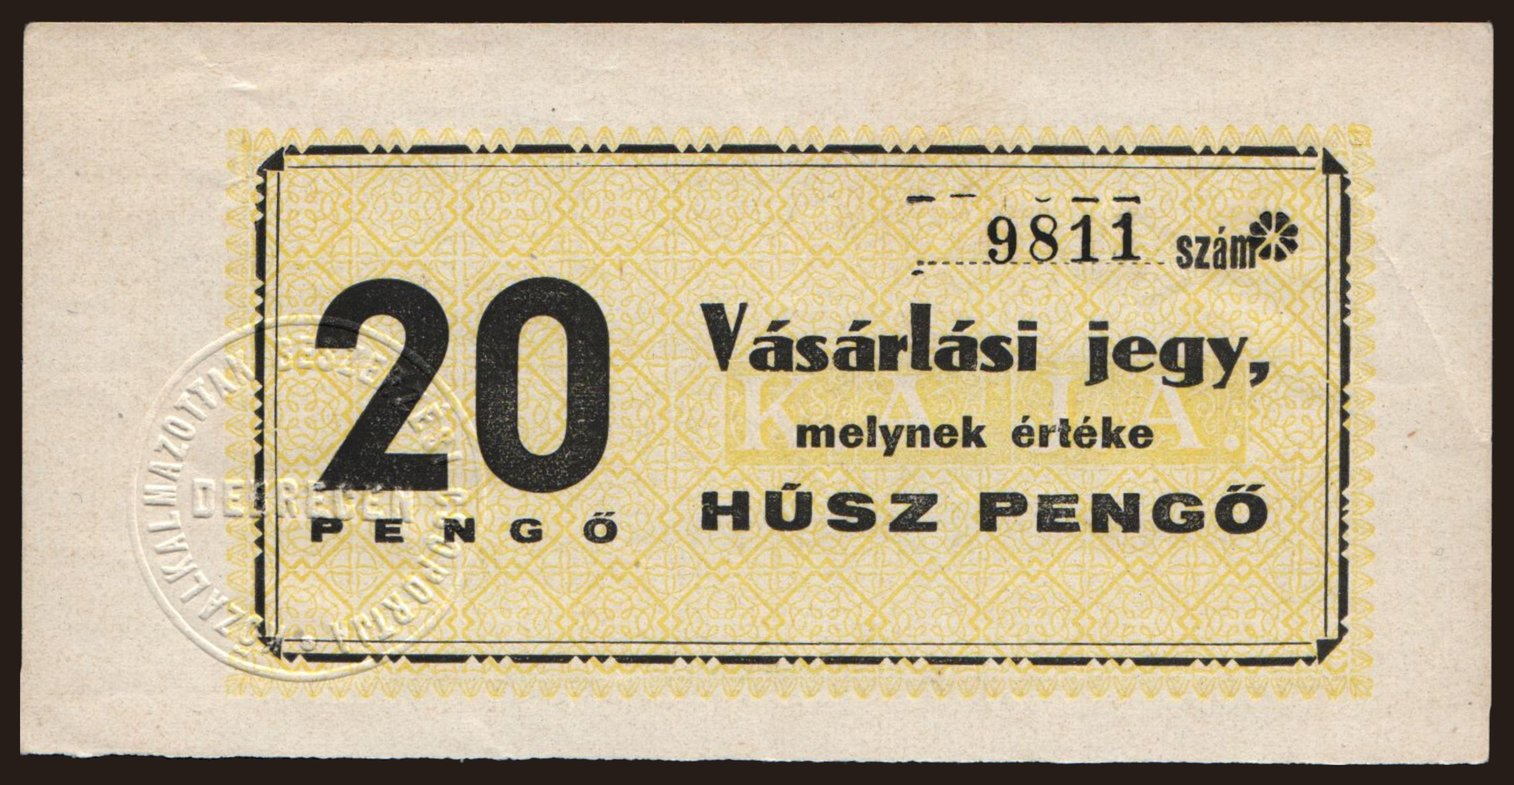 9811 szám
20
PENGŐ
Vásárlási jegy,
K.A.J.A.
melynek értéke
HÚSZ PENGŐ
DEBRECEN